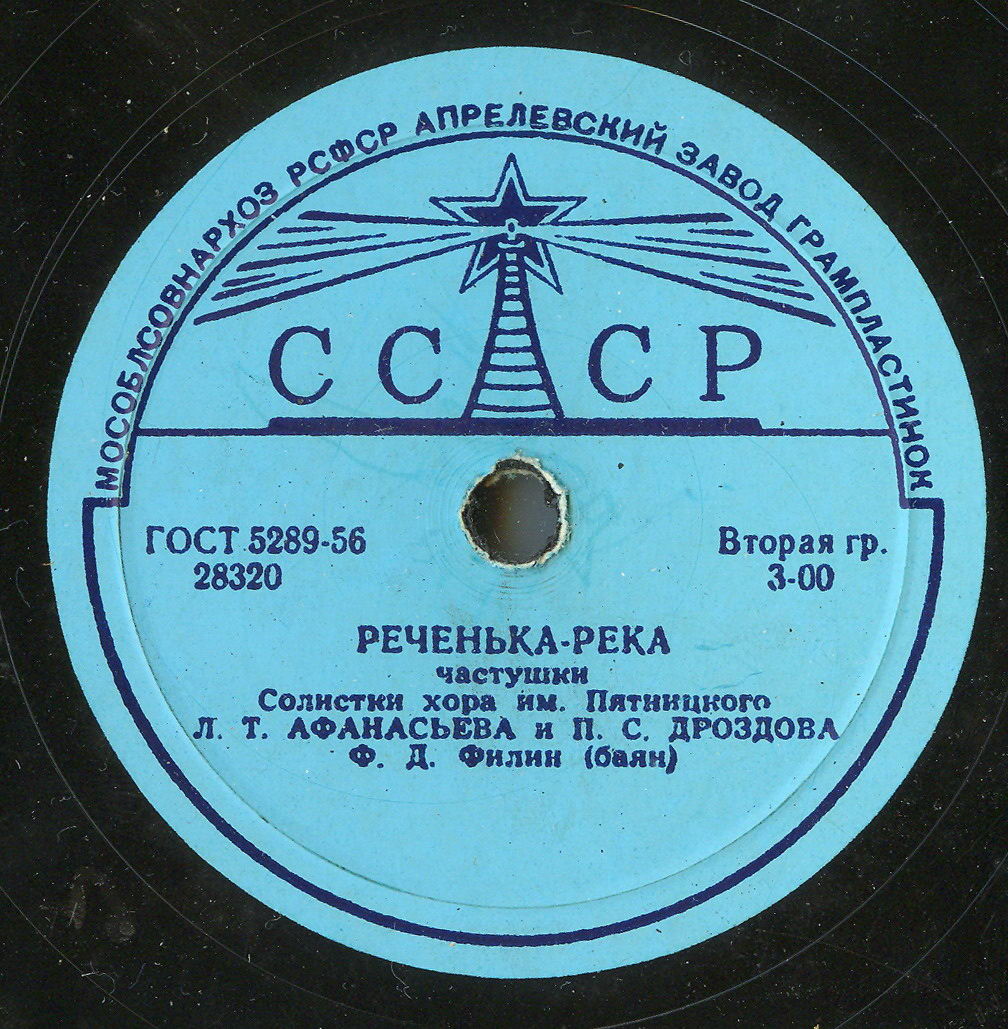 МОСОБЛСОВНАРХОЗ РСФСР АПРЕЛЕВСКИЙ ЗАВОД ГРАМПЛАСТИНОК
СССР
ГОСТ 5289-56
28320
Вторая гр.
3-00
РЕЧЕНЬКА-РЕКА
частушки
Солистки хора им. Пятницкого
Л. Т. АФАНАСЬЕВА и П. С. ДРОЗДОВА
Ф. Д. Филин (баян)